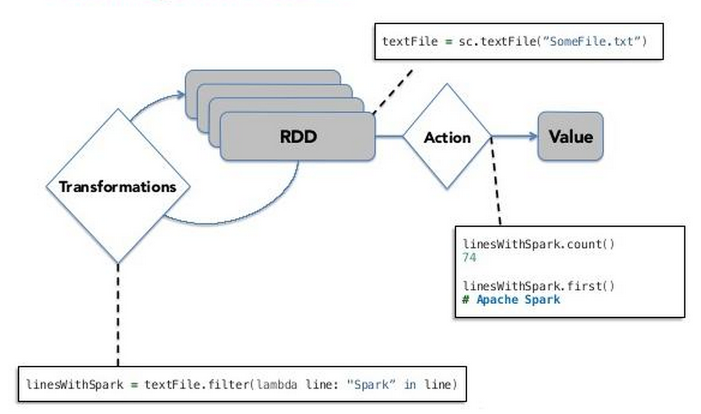 textFile = sc.textFile(”SomeFile.txt”)
RDD
Action
Value
Transformations
linesWithSpark.count()
74
linesWithSpark.first()
# Apache Spark
linesWithSpark = textFile.filter(lambda line: "Spark” in line)